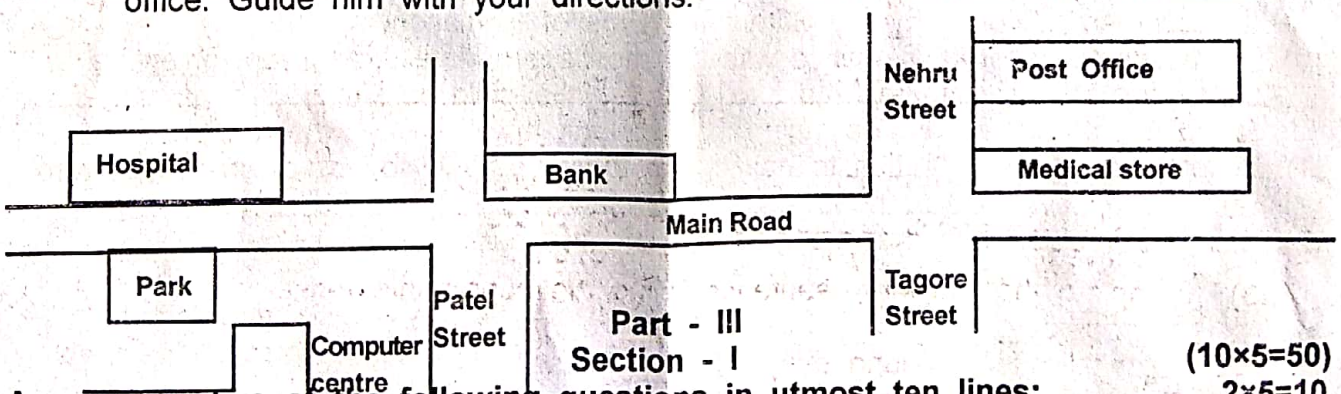 office. Guide him with your directions.
Nehru
Street
Post Office
Hospital
Bank
Medical store
Main Road
Park
Patel
Street
Tagore
Street
Computer
centre
Part - III
Section - I
(10×5=50)
following questions in utmost ten lines:
2×5=10